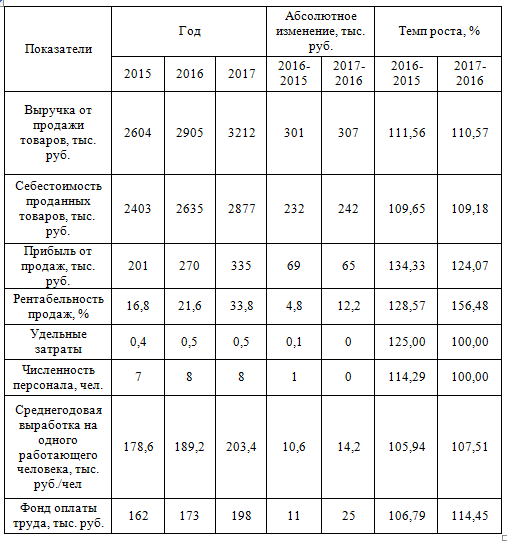 Показатели
Год
Абсолютное
изменение, тыс.
руб.
Темп роста, %
2015
2016
2017
2016-
2015
2017-
2016
2016-
2015
2017-
2016
Выручка от
продажи
товаров, тыс.
руб.
2604
2905
3212
301
307
111,56
110,57
Себестоимость
проданных
товаров, тыс.
руб.
2403
2635
2877
232
242
109,65
109,18
Прибыль от
продаж, тыс.
руб.
201
270
335
69
65
134,33
124,07
Рентабельность
продаж, %
16,8
21,6
33,8
4,8
12,2
128,57
156,48
Удельные
затраты
0,4
0,5
0,5
0,1
0
125,00
100,00
Численность
персонала, чел.
7
8
8
1
0
114,29
100,00
Среднегодовая
выработка на
одного
работающего
человека, тыс.
руб./чел
178,6
189,2
203,4
10,6
14,2
105,94
107,51
Фонд оплаты
труда, тыс. руб.
162
173
198
11
25
106,79
114,45